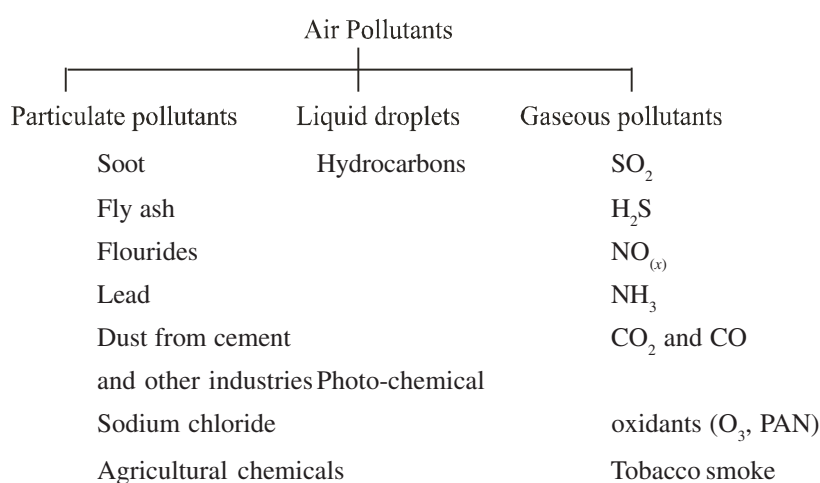 Air Pollutants
Particulate pollutants Liquid droplets Gaseous pollutants
Soot Hydrocarbons SO₂
Fly ash H₂S
Flourides NO₍ₓ₎
Lead NH₃
Dust from cement CO₂ and CO
and other industries Photo-chemical
Sodium chloride oxidants (O₃, PAN)
Agricultural chemicals Tobacco smoke